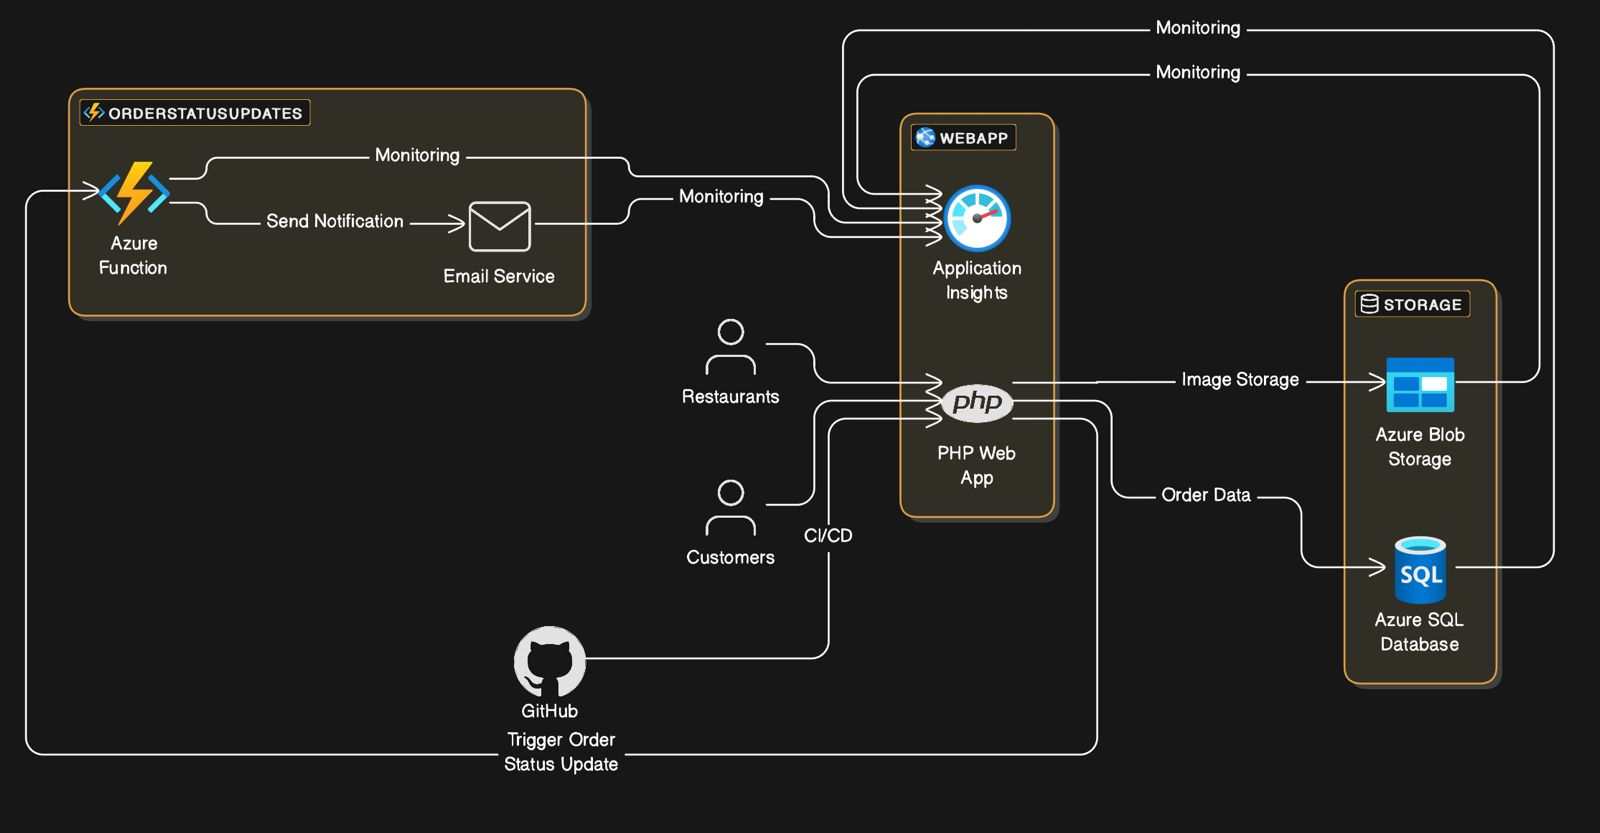 Monitoring
Monitoring
ORDERSTATUSUPDATES
Monitoring
Send Notification
Azure
Function
Email Service
Monitoring
WEBAPP
Application
Insights
Restaurants
Customers
php
PHP Web
App
CI/CD
Image Storage
Order Data
STORAGE
Azure Blob
Storage
SQL
Azure SQL
Database
GitHub
Trigger Order
Status Update